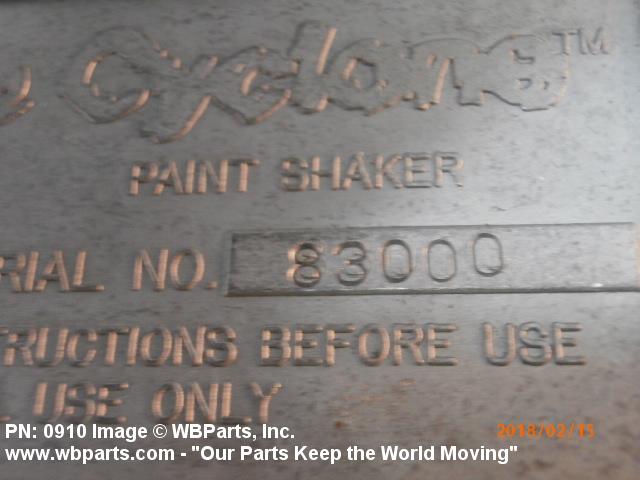 Cyclone™
PAINT SHAKER
RIAL NO. 83000
TRUCTIONS BEFORE USE
USE ONLY
PN: 0910 Image © WBParts, Inc. 2018/02/15
www.wbparts.com - "Our Parts Keep the World Moving"